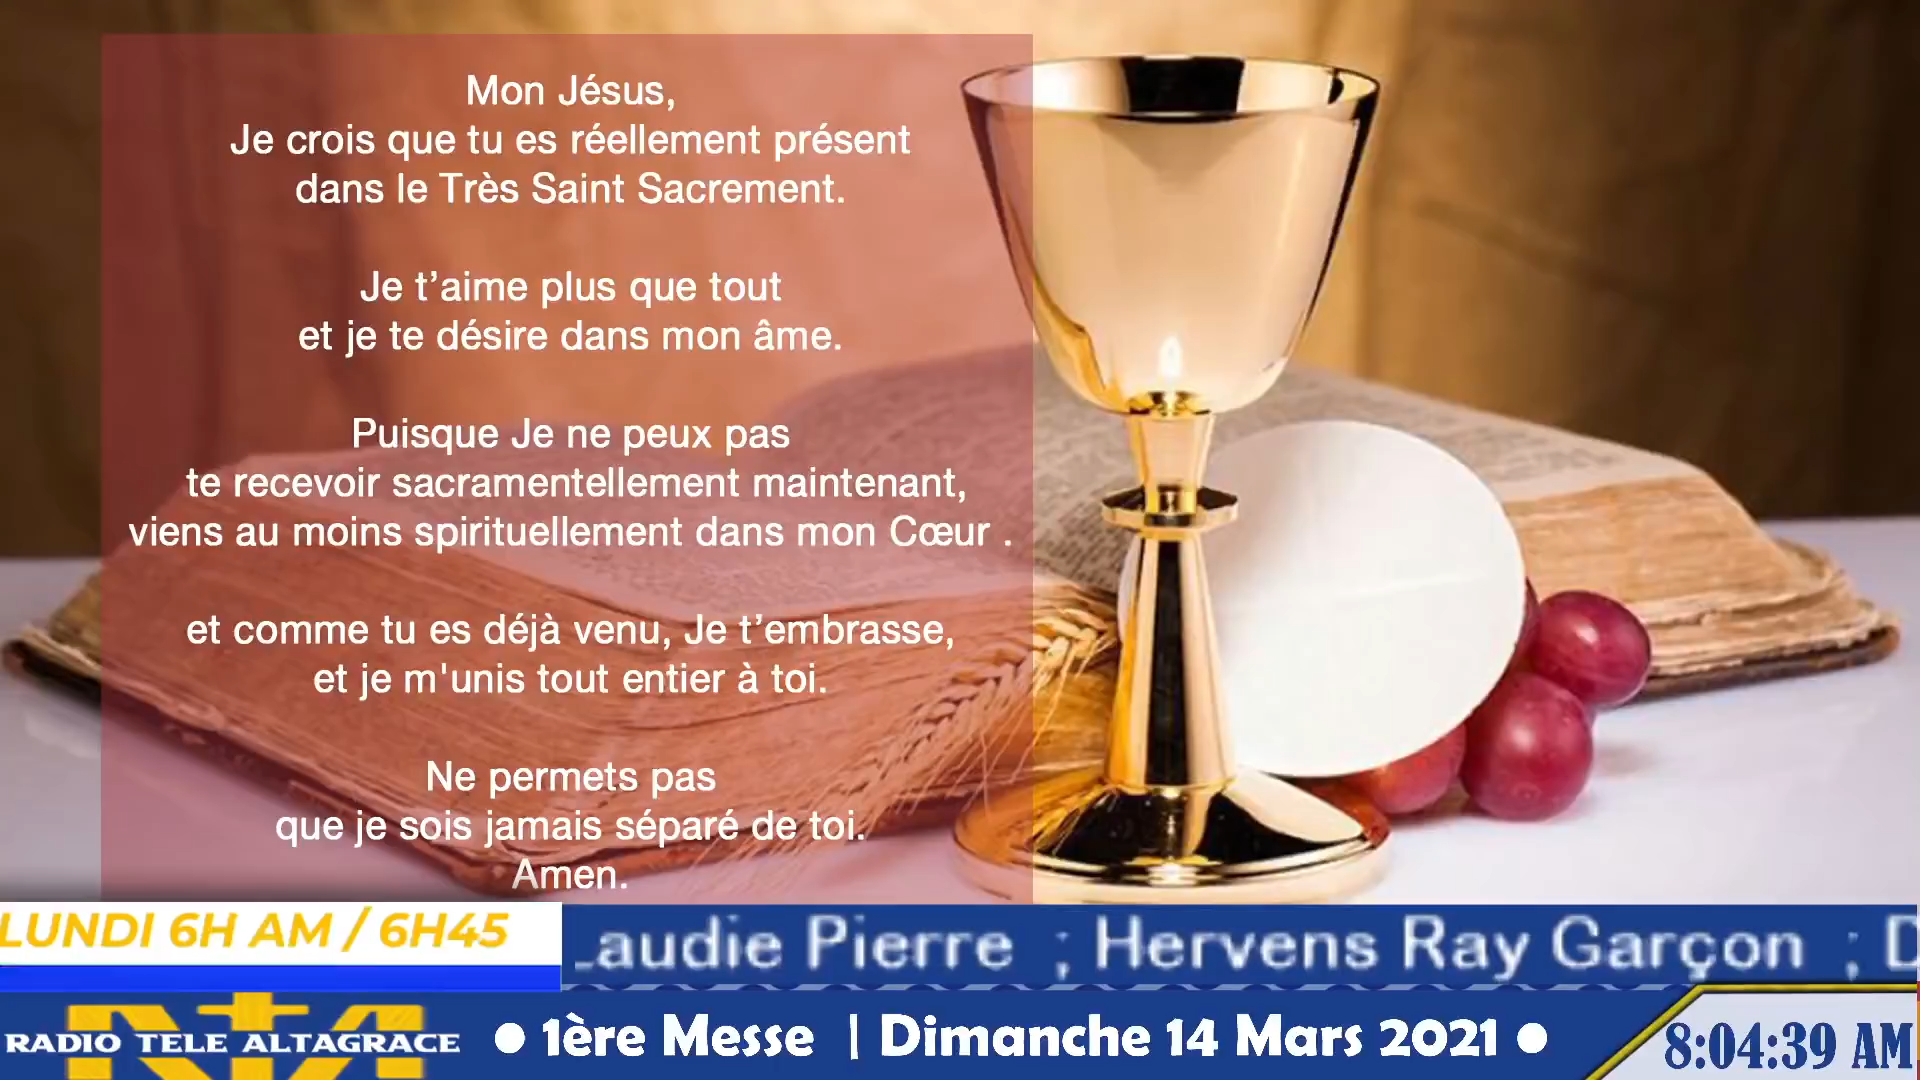 Mon Jésus,
Je crois que tu es réellement présent
dans le Très Saint Sacrement.
Je t’aime plus que tout
et je te désire dans mon âme.
Puisque Je ne peux pas
te recevoir sacramentellement maintenant,
viens au moins spirituellement dans mon Cœur .
et comme tu es déjà venu, Je t’embrasse,
et je m'unis tout entier à toi.
Ne permets pas
que je sois jamais séparé de toi.
Amen.
LUNDI 6H AM / 6H45
Pierre ; Hervens Ray Garçon ;
RADIO TELE ALTAGRACE
● 1ère Messe | Dimanche 14 Mars 2021 ●
8:04:39 AM